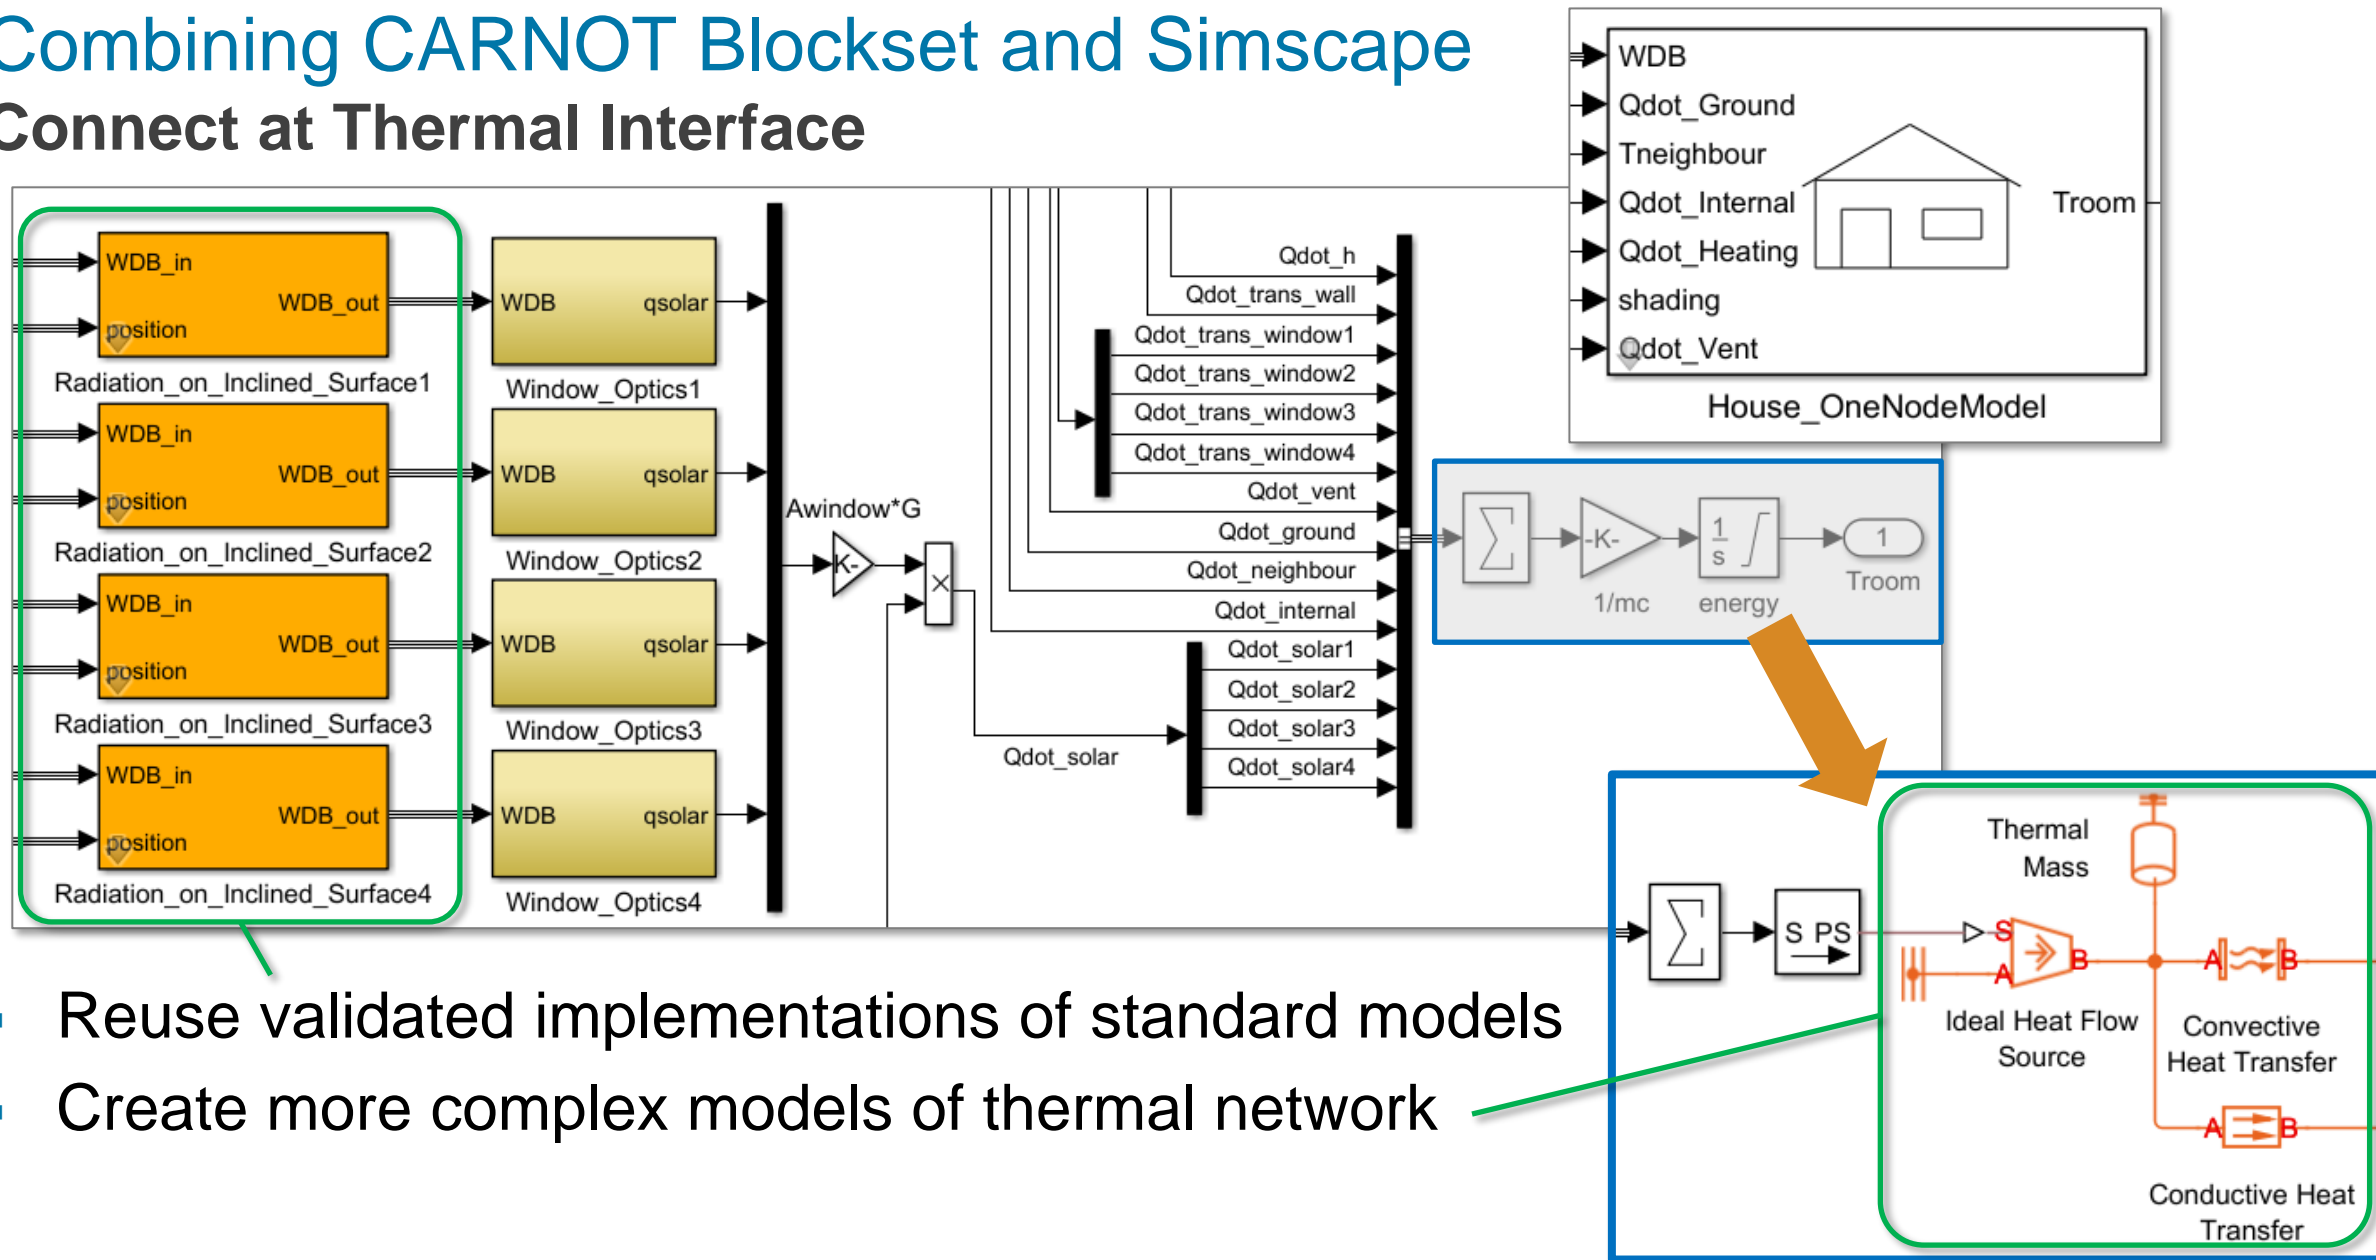 Combining CARNOT Blockset and Simscape
Connect at Thermal Interface
WDB
Qdot_Ground
Tneighbour
Qdot_Internal
Qdot_Heating
shading
Qdot_Vent
Troom
House_OneNodeModel
WDB_in
WDB_out
position
Radiation_on_Inclined_Surface1
WDB_in
WDB_out
position
Radiation_on_Inclined_Surface2
WDB_in
WDB_out
position
Radiation_on_Inclined_Surface3
WDB_in
WDB_out
position
Radiation_on_Inclined_Surface4
WDB qsolar
Window_Optics1
WDB qsolar
Window_Optics2
WDB qsolar
Window_Optics3
WDB qsolar
Window_Optics4
Awindow*G
K-
×
Qdot_solar
Qdot_h
Qdot_trans_wall
Qdot_trans_window1
Qdot_trans_window2
Qdot_trans_window3
Qdot_trans_window4
Qdot_vent
Qdot_ground
Qdot_neighbour
Qdot_internal
Qdot_solar1
Qdot_solar2
Qdot_solar3
Qdot_solar4
∑
-K-
1/mc
1
s
energy
1
Troom
∑
S PS
Thermal
Mass
S
A
B
Ideal Heat Flow
Source
A B
Convective
Heat Transfer
A B
Conductive Heat
Transfer
Reuse validated implementations of standard models
Create more complex models of thermal network